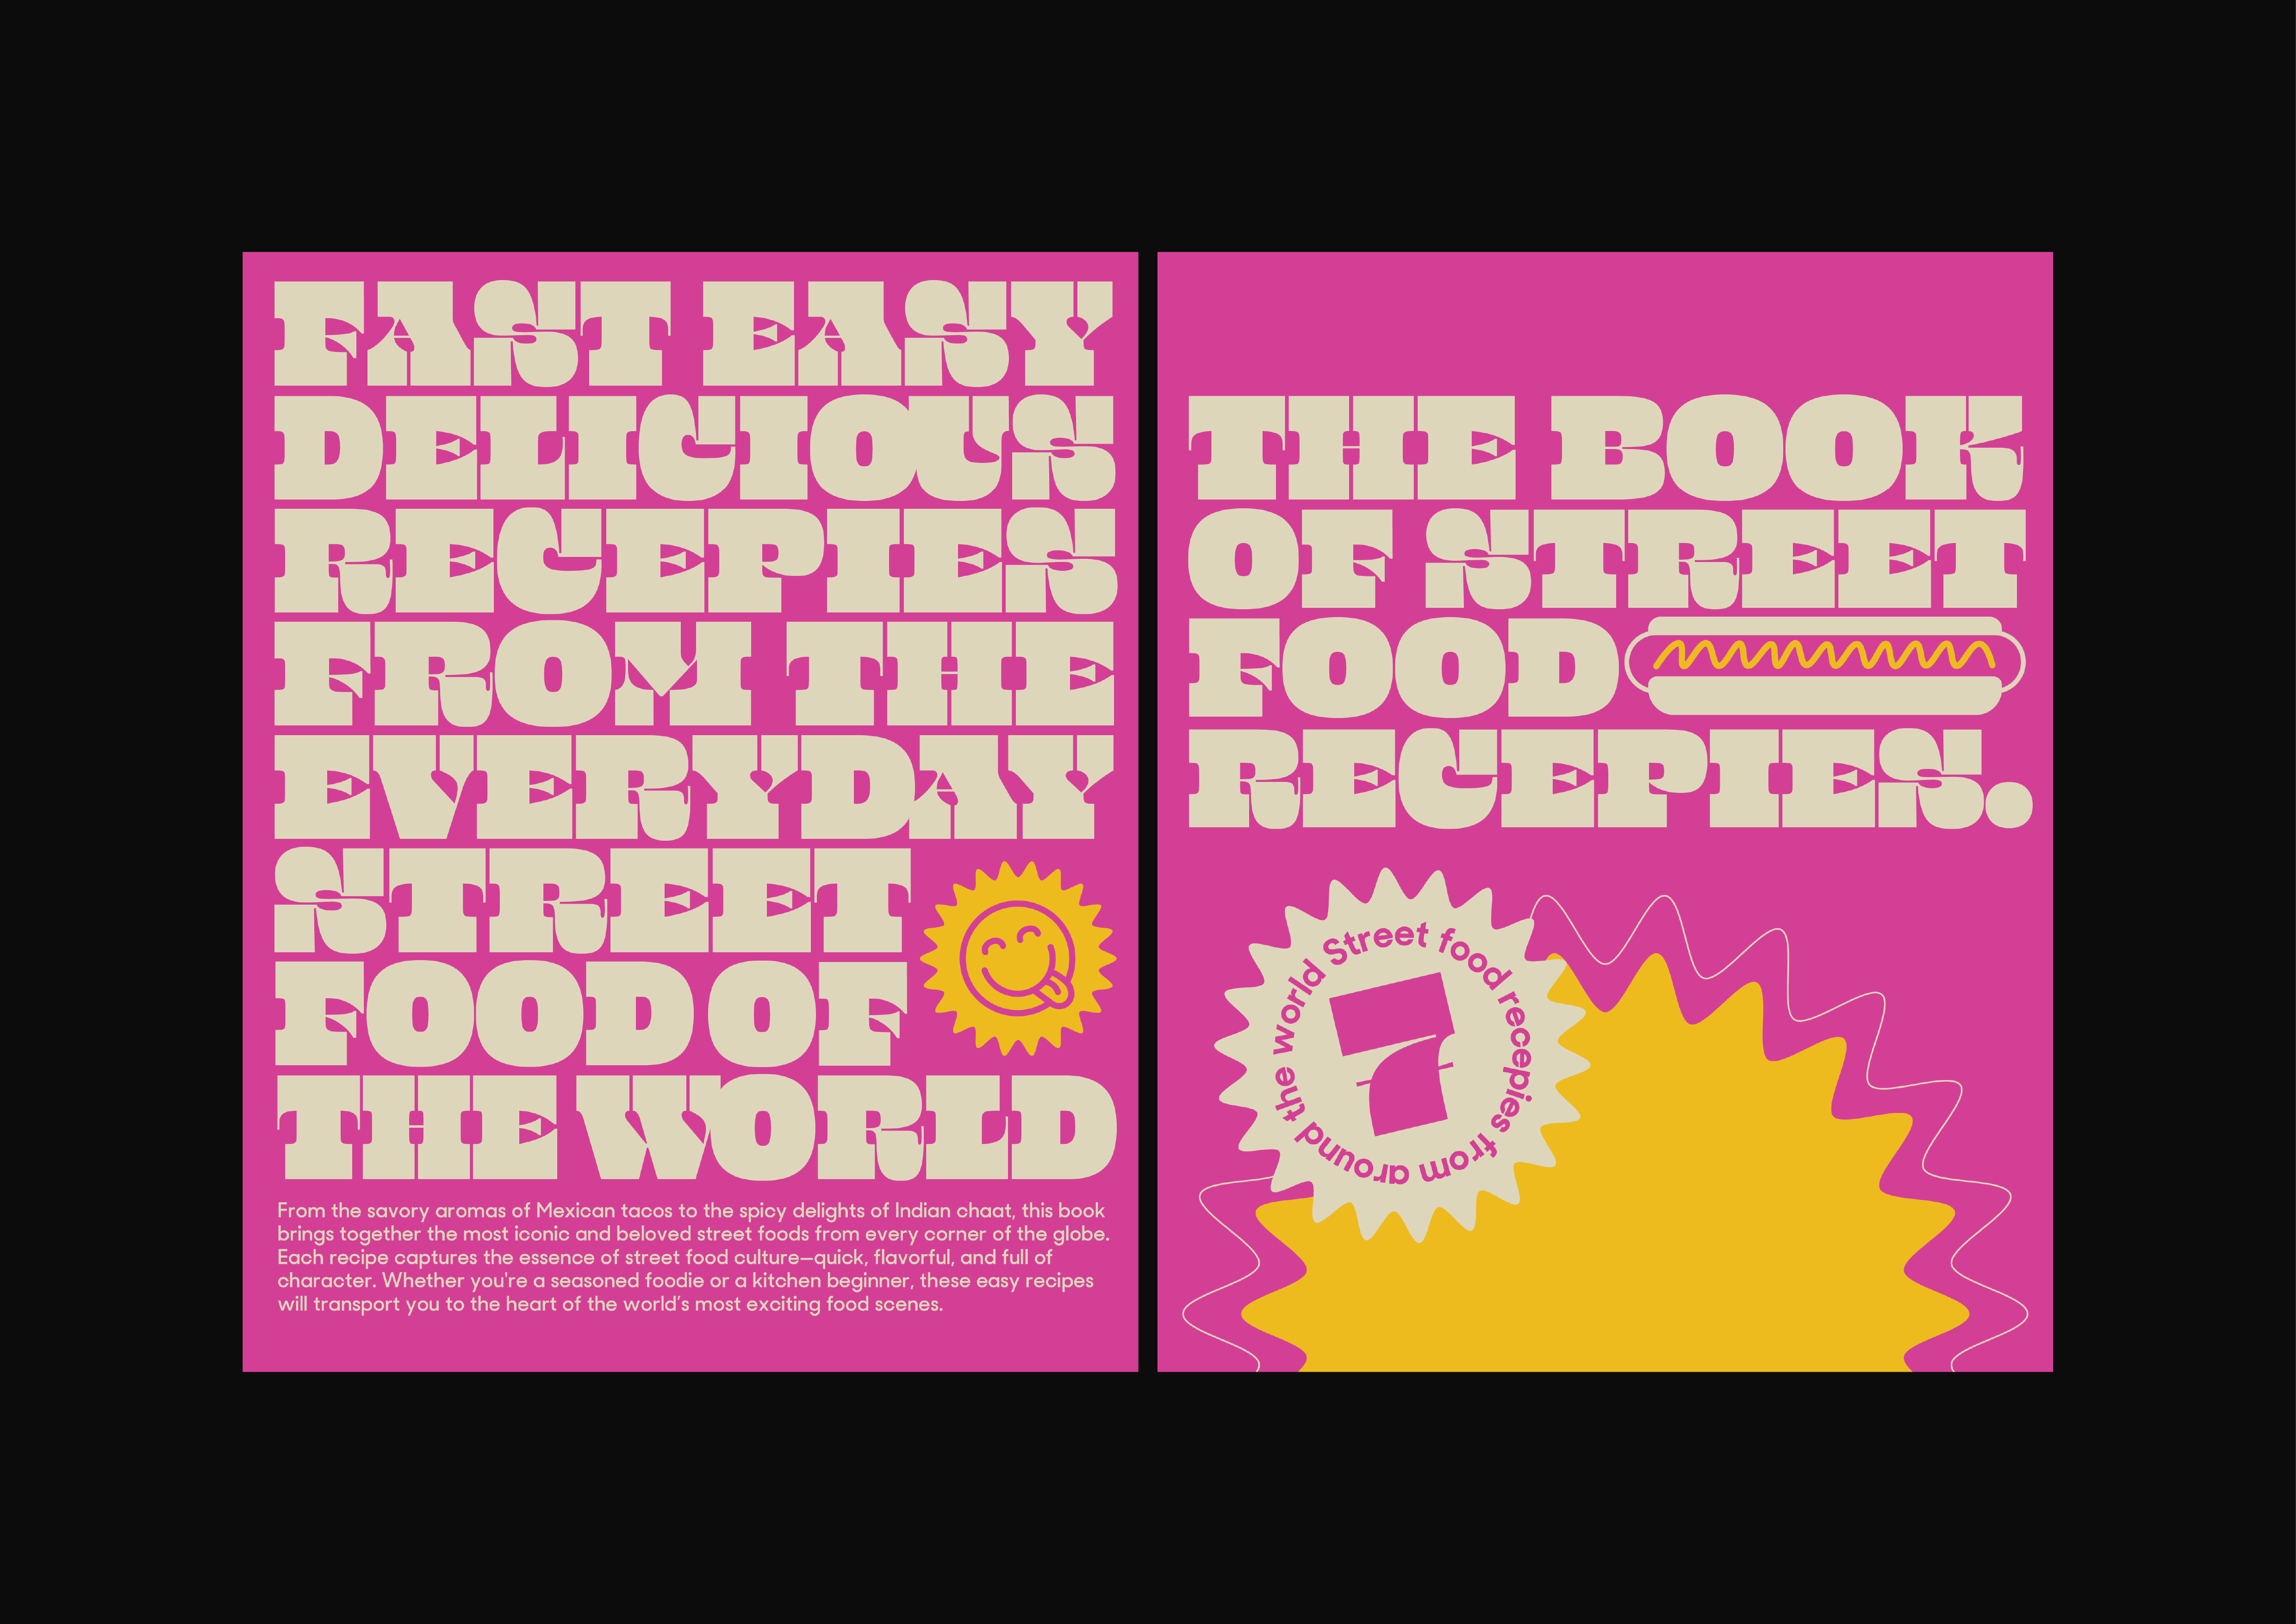 FAST EASY
DELICIOUS
RECEPIES
FROM THE
EVERYDAY
STREET
FOOD OF
THE WORLD
From the savory aromas of Mexican tacos to the spicy delights of Indian chaat, this book
brings together the most iconic and beloved street foods from every corner of the globe.
Each recipe captures the essence of street food culture—quick, flavorful, and full of
character. Whether you're a seasoned foodie or a kitchen beginner, these easy recipes
will transport you to the heart of the world’s most exciting food scenes.
THE BOOK
OF STREET
FOOD
RECEPIES.
Street food recepies from around the world
7